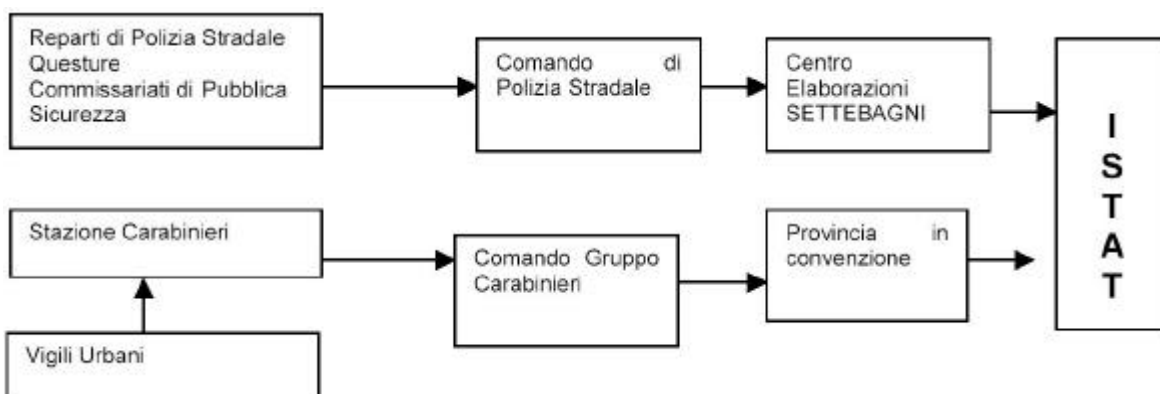 Reparti di Polizia Stradale
Questure
Commissariati di Pubblica
Sicurezza
Comando di
Polizia Stradale
Centro
Elaborazioni
SETTEBAGNI
I
S
T
A
T
Stazione Carabinieri
Comando Gruppo
Carabinieri
Provincia in
convenzione
Vigili Urbani